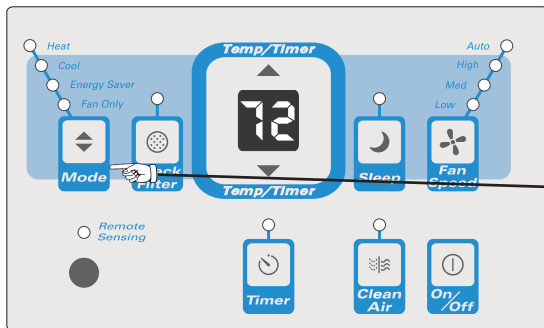 Heat
Cool
Energy Saver
Fan Only
Temp/Timer
Auto
High
Med
Low
72
Mode
Filter
Temp/Timer
Sleep
Fan
Speed
Remote
Sensing
Timer
Clean
Air
On/Off